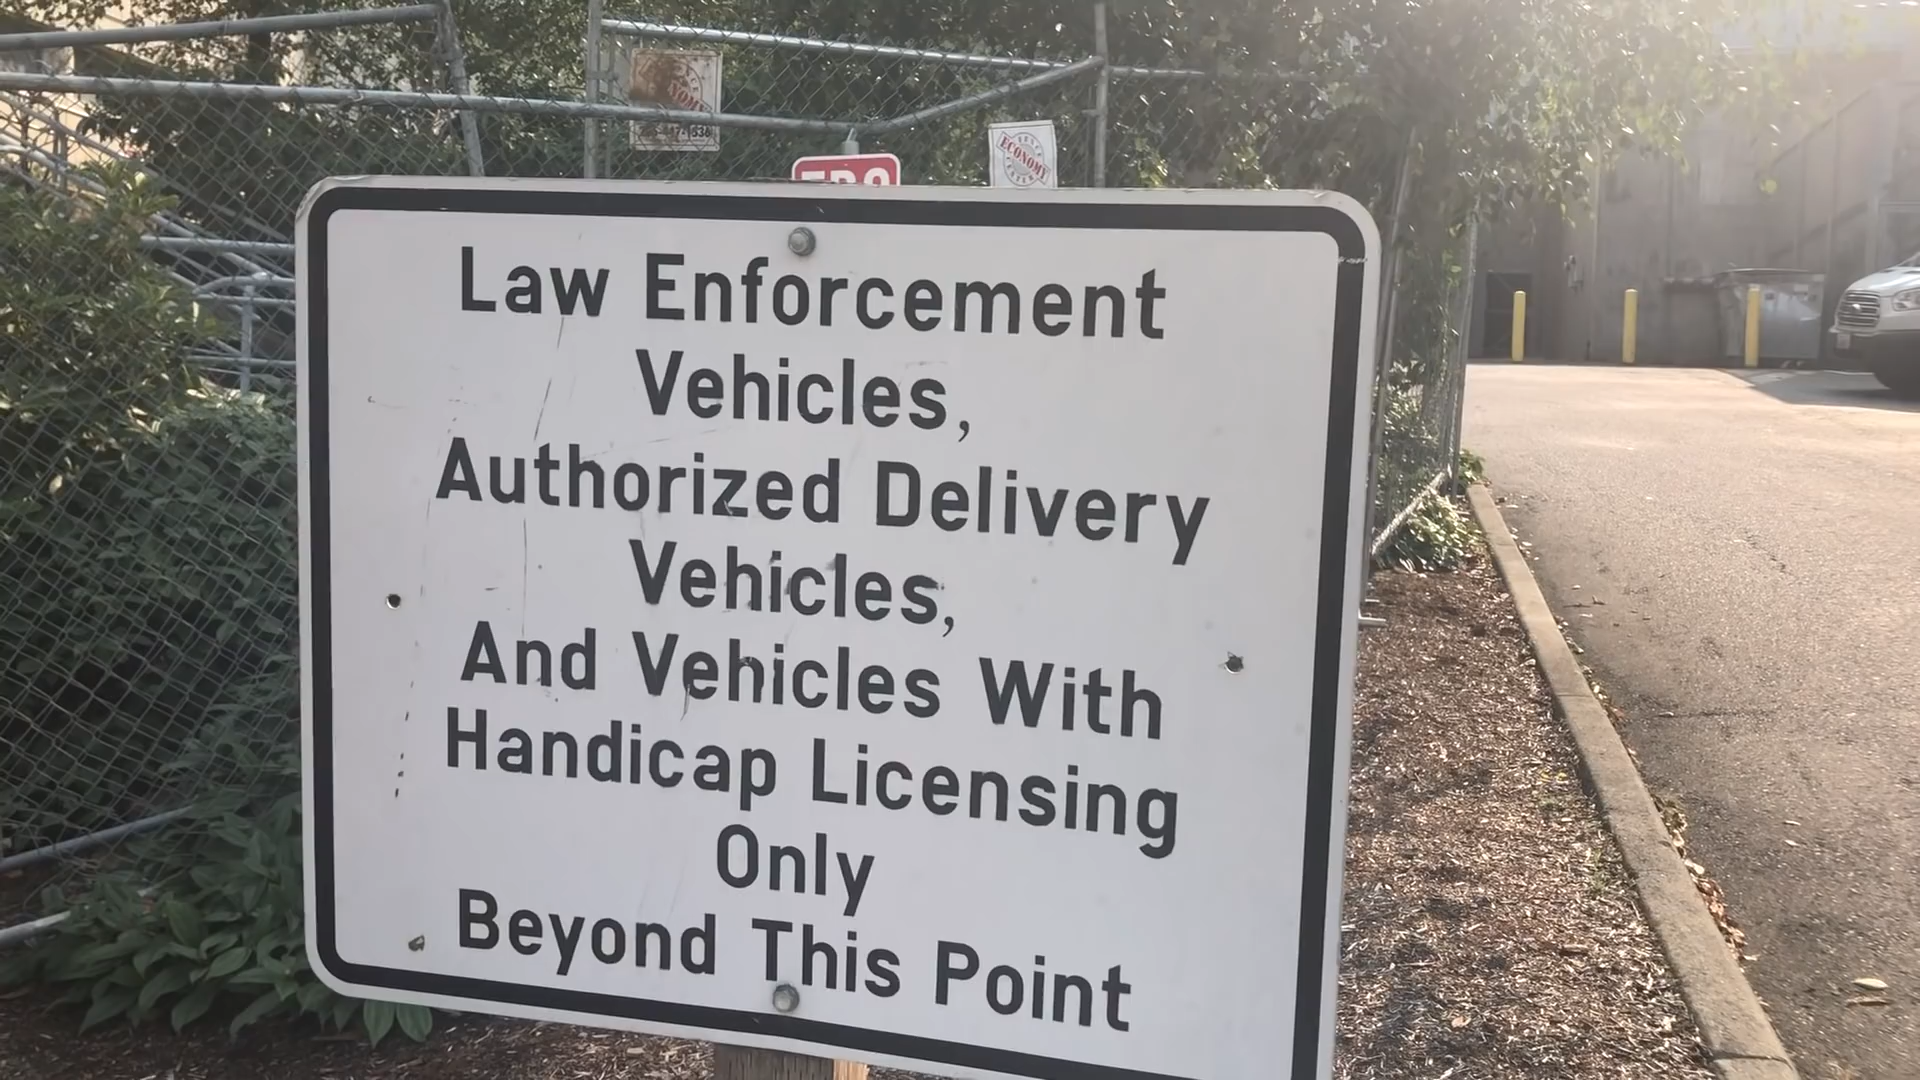 ECONOMY
Law Enforcement
Vehicles,
Authorized Delivery
Vehicles,
And Vehicles With
Handicap Licensing
Only
Beyond This Point